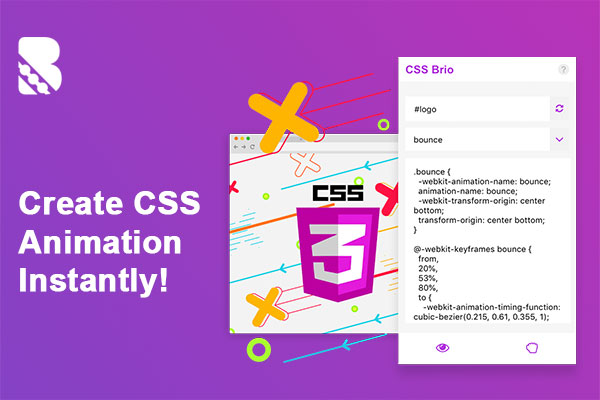 Create CSS
Animation
Instantly!
CSS
3
CSS Brio
?
#logo
bounce
.bounce {
-webkit-animation-name: bounce;
animation-name: bounce;
-webkit-transform-origin: center
bottom;
transform-origin: center bottom;
}
@-webkit-keyframes bounce {
from,
20%,
53%,
80%,
to {
-webkit-animation-timing-function:
cubic-bezier(0.215, 0.61, 0.355, 1);